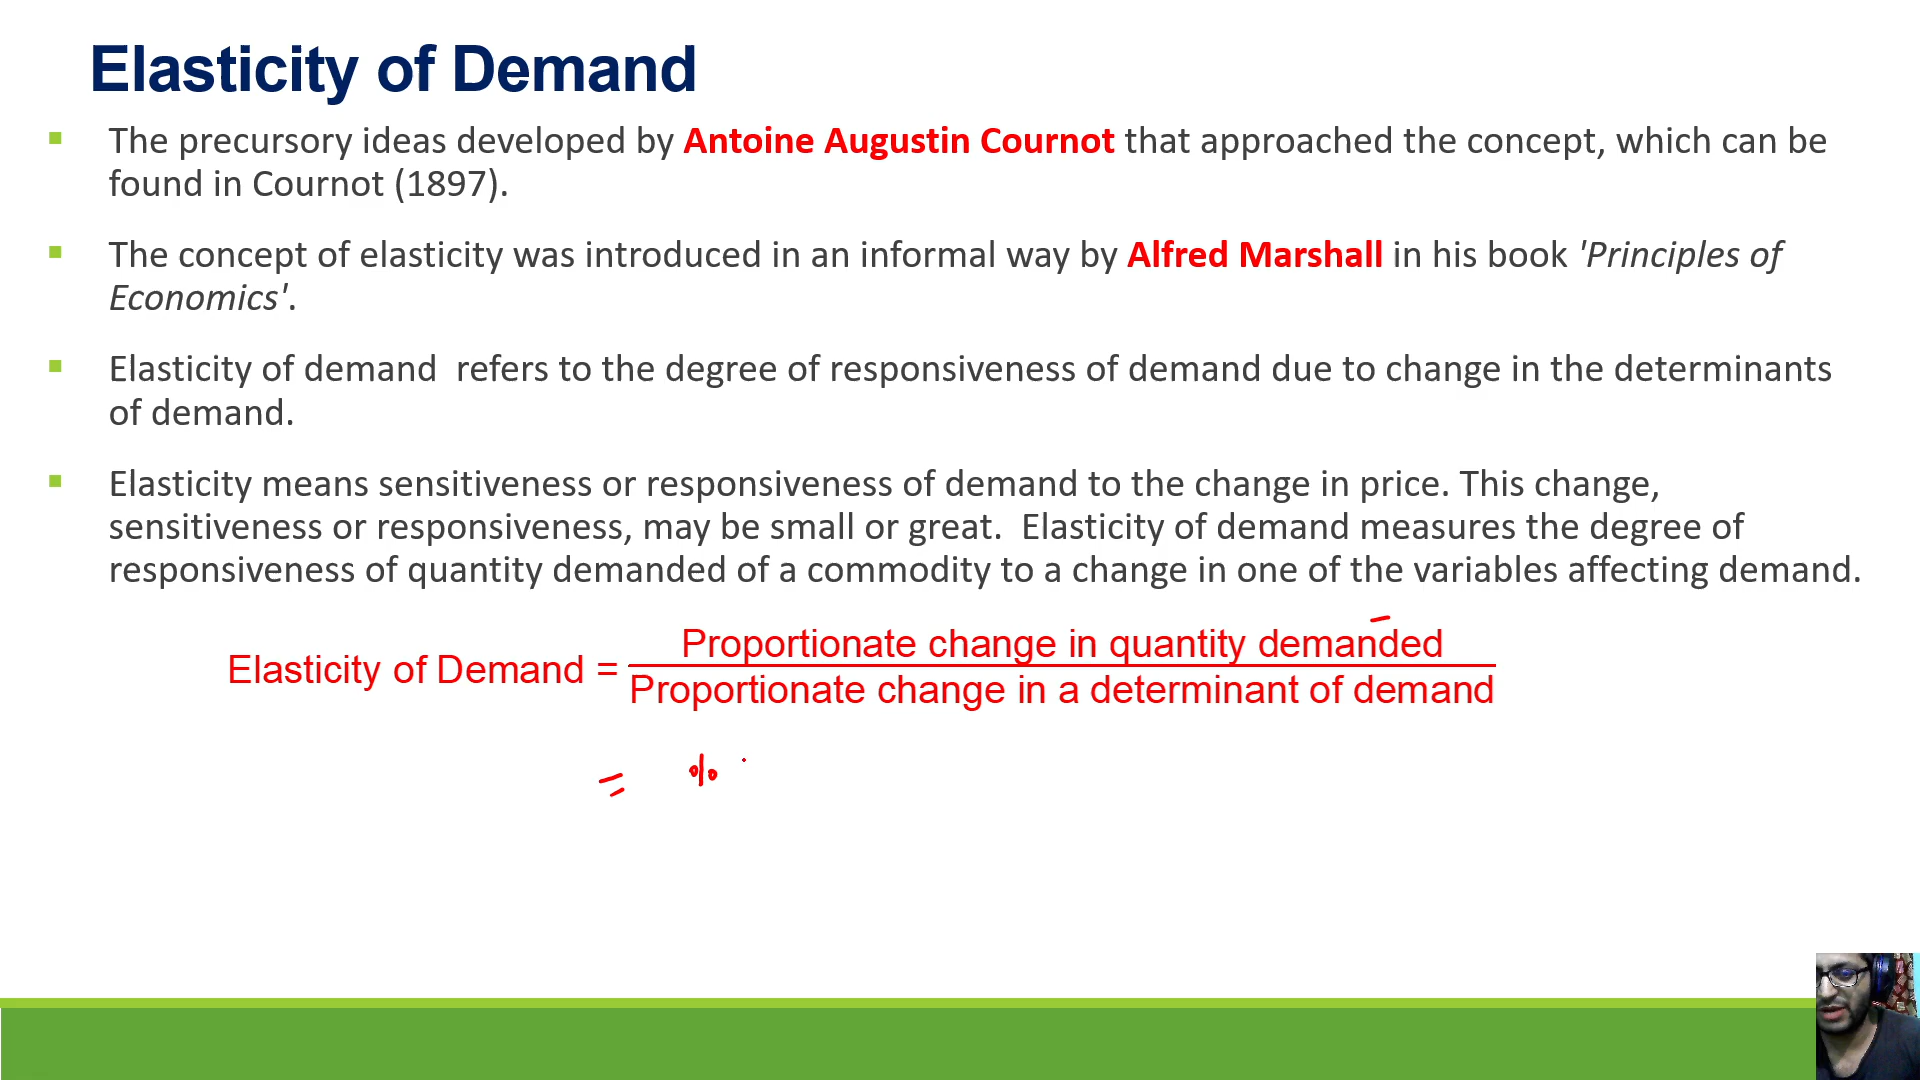 Elasticity of Demand
▪ The precursory ideas developed by Antoine Augustin Cournot that approached the concept, which can be
found in Cournot (1897).
▪ The concept of elasticity was introduced in an informal way by Alfred Marshall in his book 'Principles of
Economics'.
▪ Elasticity of demand refers to the degree of responsiveness of demand due to change in the determinants
of demand.
▪ Elasticity means sensitiveness or responsiveness of demand to the change in price. This change,
sensitiveness or responsiveness, may be small or great. Elasticity of demand measures the degree of
responsiveness of quantity demanded of a commodity to a change in one of the variables affecting demand.
Proportionate change in quantity demanded
Elasticity of Demand =
Proportionate change in a determinant of demand
= %